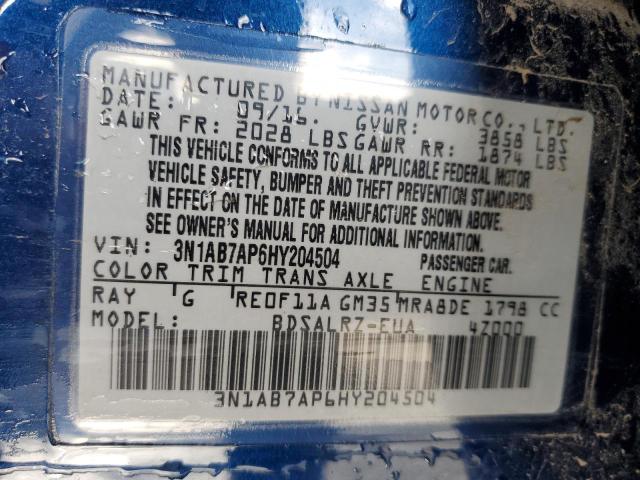 MANUFACTURED BY NISSAN MOTOR CO., LTD.
DATE: 09/16 GVWR: 3858 LBS
GAWR FR: 2028 LBS GAWR RR: 1874 LBS
THIS VEHICLE CONFORMS TO ALL APPLICABLE FEDERAL MOTOR
VEHICLE SAFETY, BUMPER AND THEFT PREVENTION STANDARDS
IN EFFECT ON THE DATE OF MANUFACTURE SHOWN ABOVE.
SEE OWNER'S MANUAL FOR ADDITIONAL INFORMATION.
VIN: 3N1AB7AP6HY204504 PASSENGER CAR.
COLOR TRIM TRANS AXLE ENGINE
RAY G RE0F11A GM35 MRA8DE 1798 CC
MODEL: BDSALRZ-EUA 4Z000
3N1AB7AP6HY204504